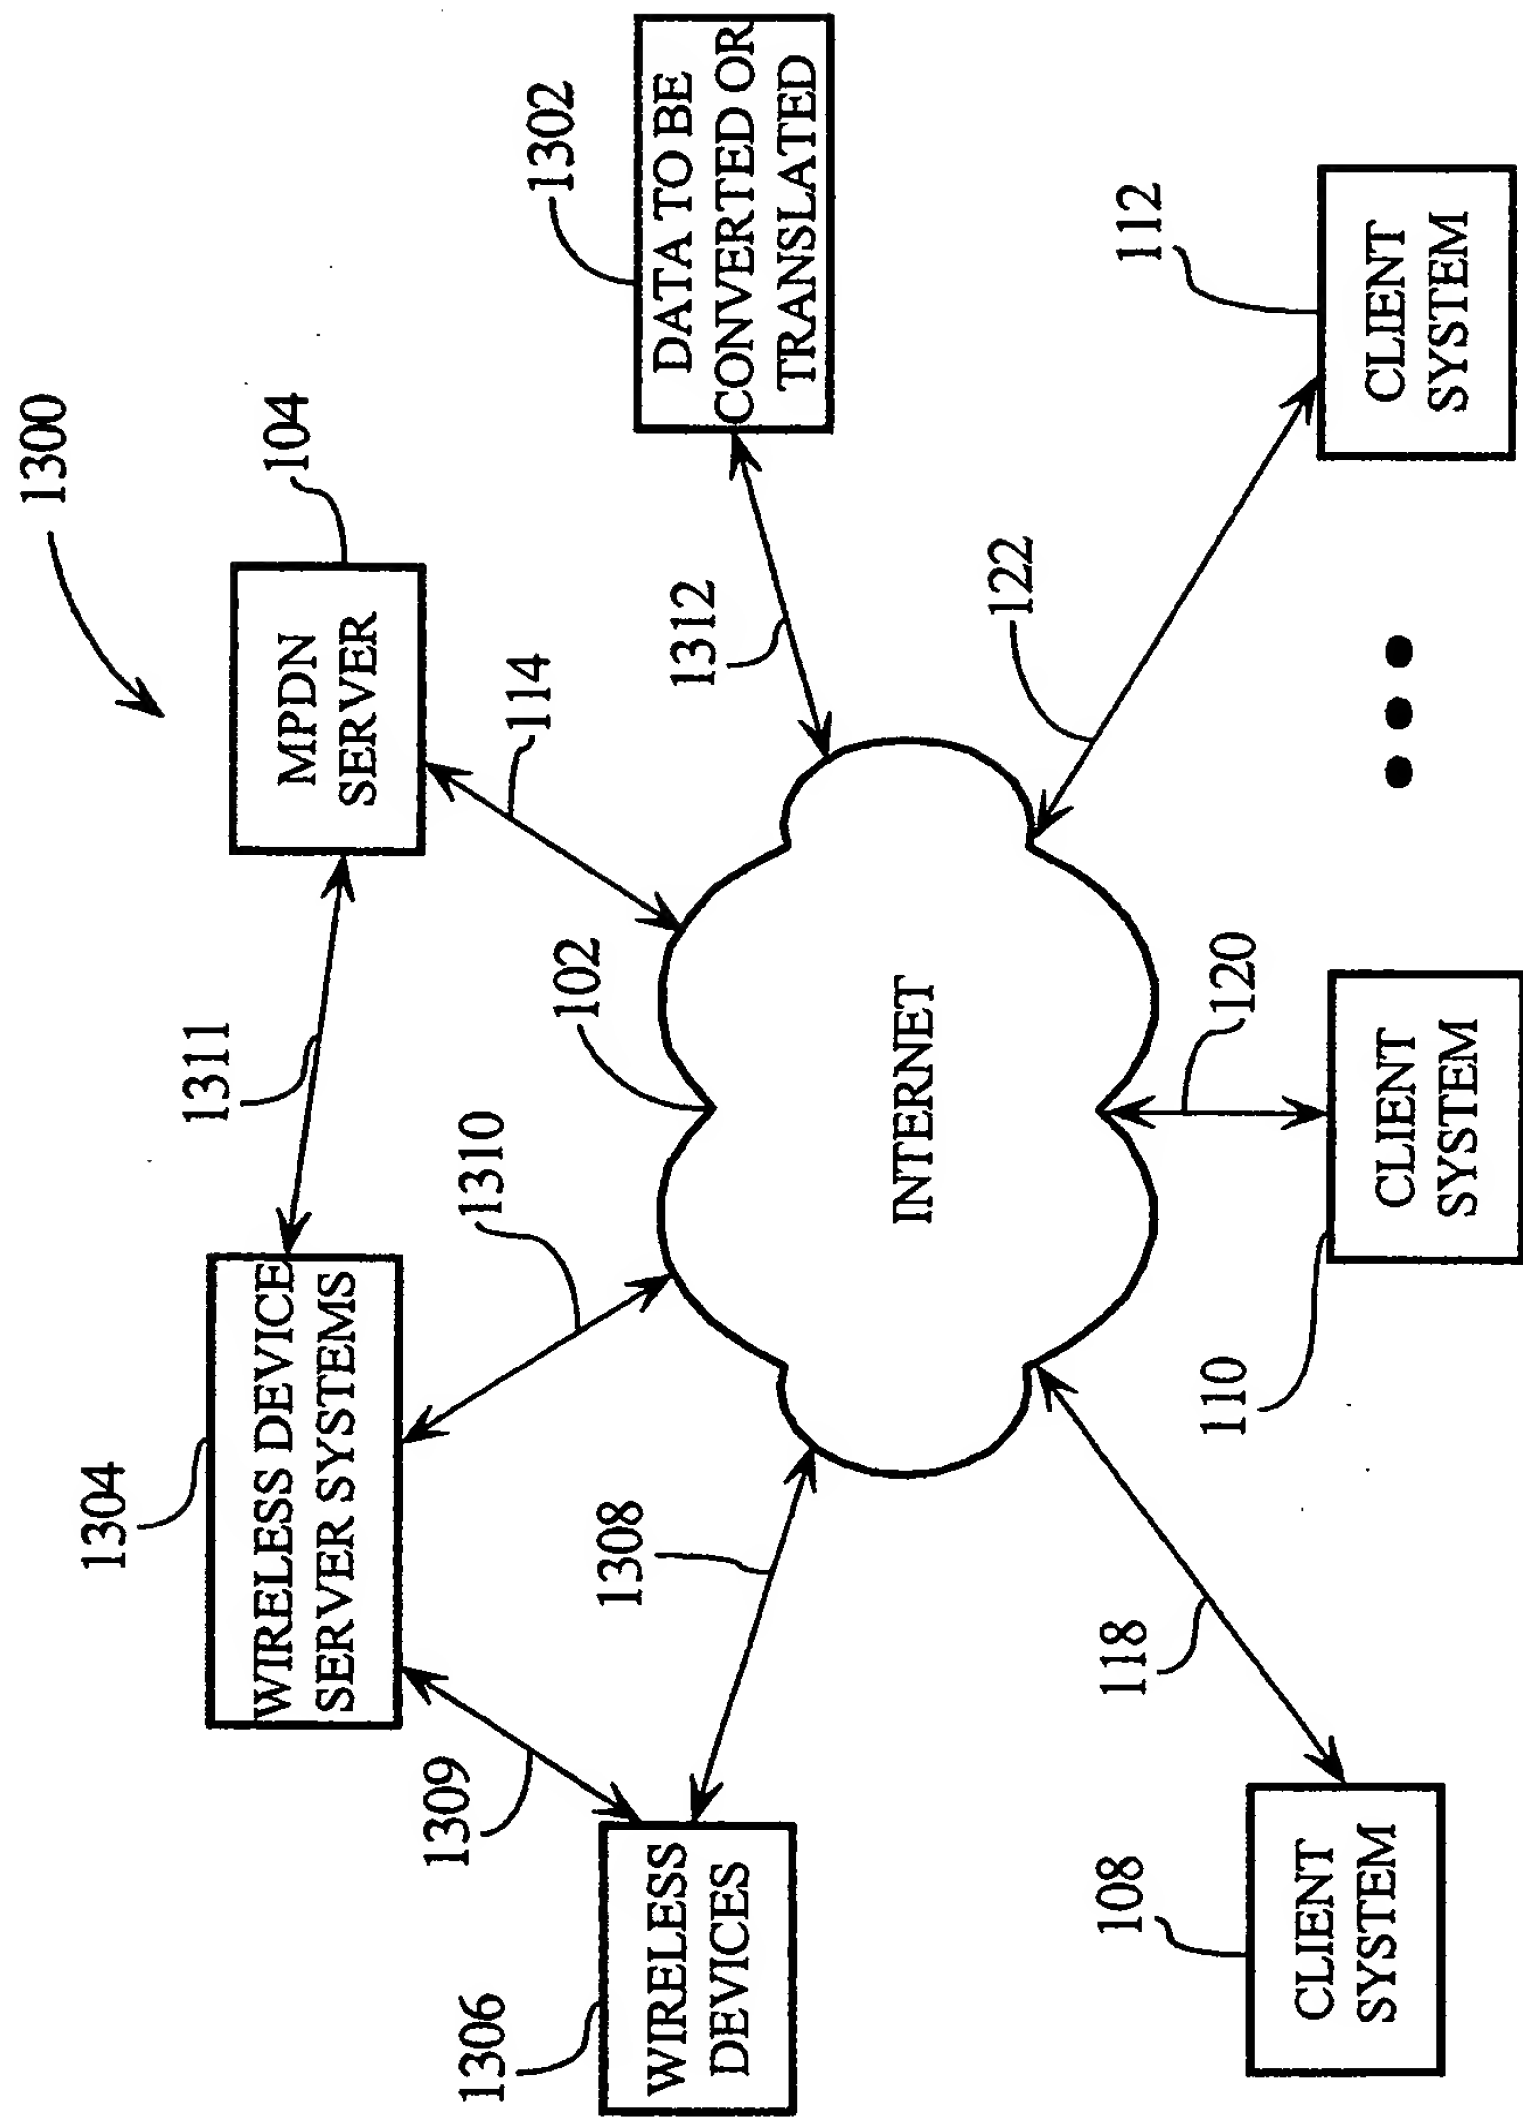 1300
1304
WIRELESS DEVICE
SERVER SYSTEMS
1311
MPDN
SERVER
104
1309
1310
114
1306
WIRELESS
DEVICES
1308
102
1312
1302
DATA TO BE
CONVERTED OR
TRANSLATED
INTERNET
122
118
120
112
108
CLIENT
SYSTEM
110
CLIENT
SYSTEM
CLIENT
SYSTEM